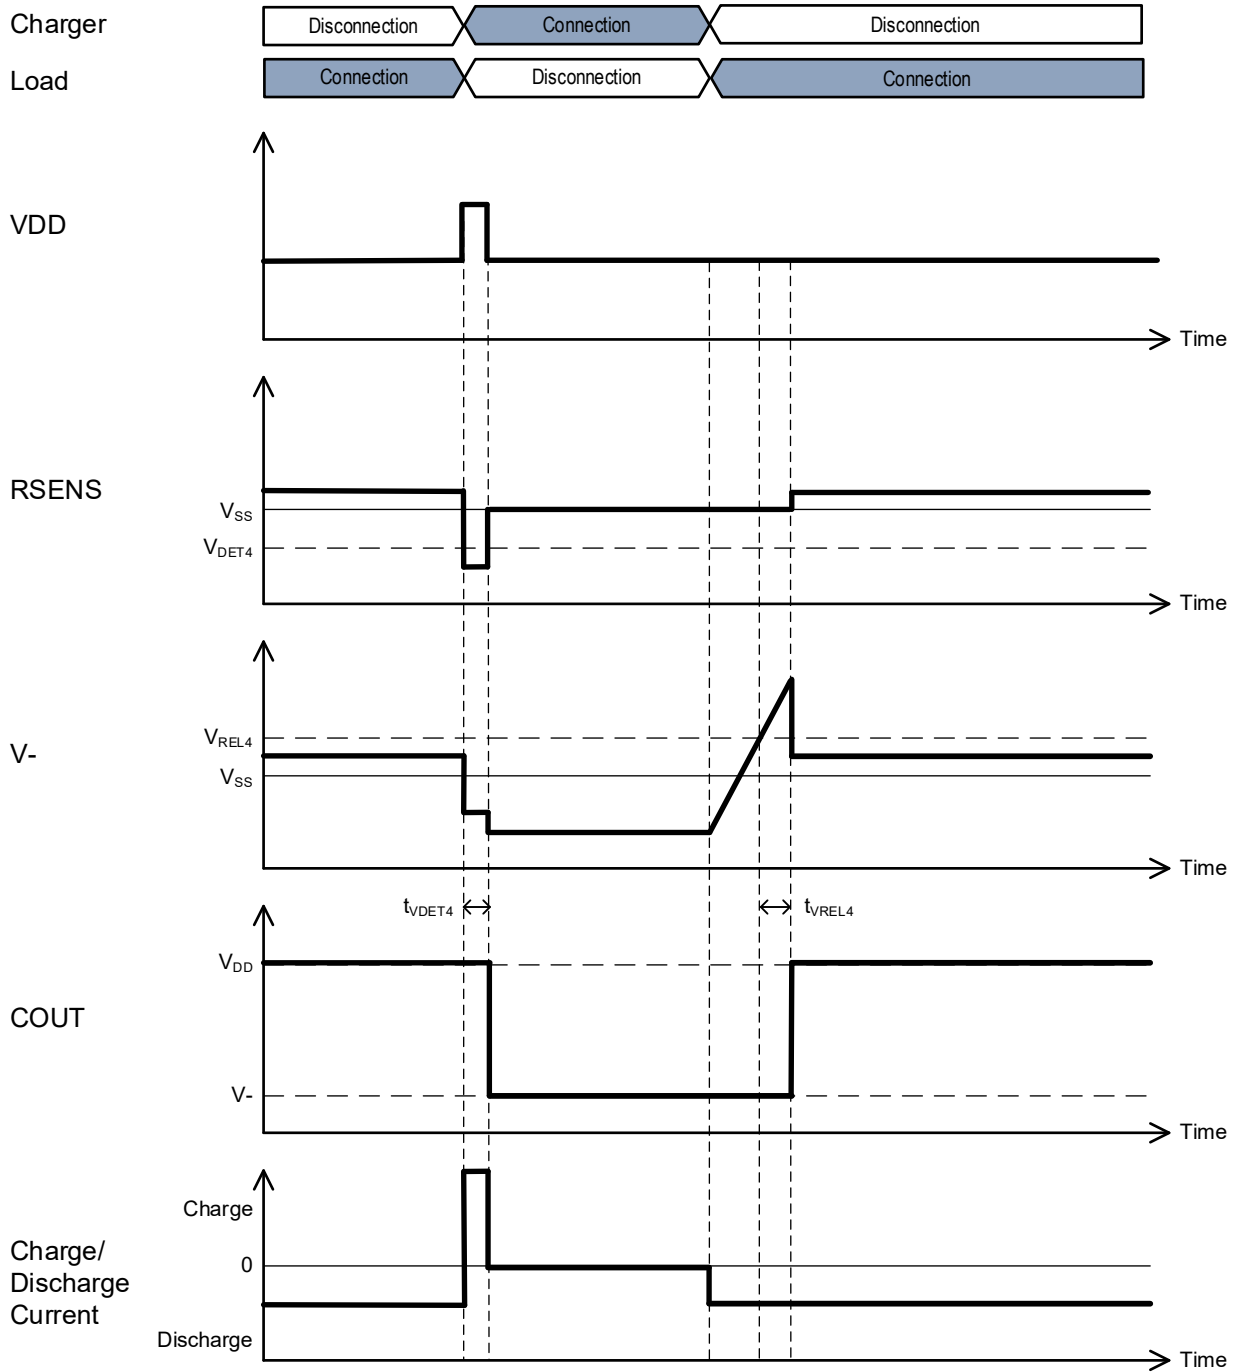 Charger
Disconnection
Connection
Disconnection
Load
Connection
Disconnection
Connection
VDD
Time
RSENS
VSS
VDET4
Time
V-
VREL4
VSS
Time
tVDET4
tVREL4
COUT
VDD
V-
Time
Charge/
Discharge
Current
Charge
0
Discharge
Time